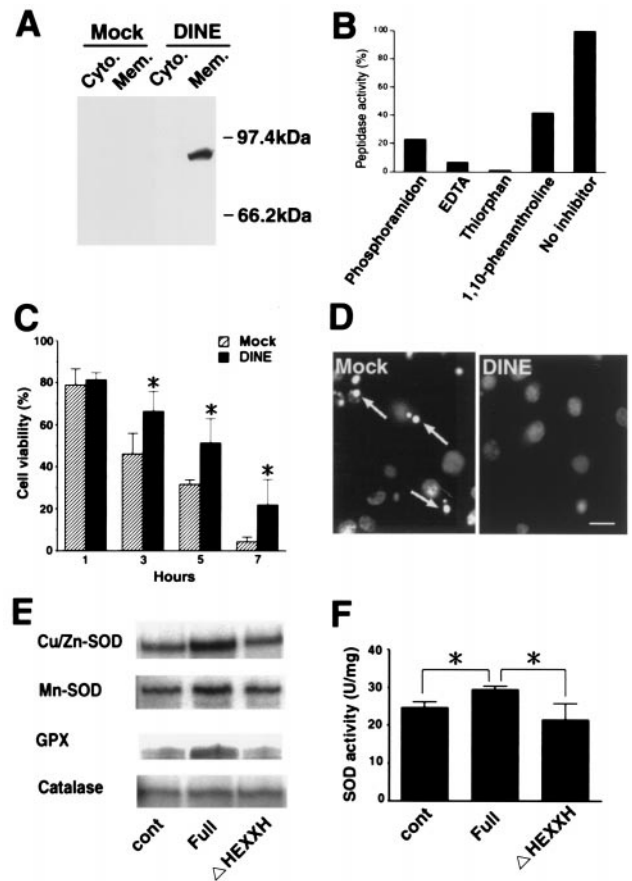 A
Mock DINE
Cyto. Mem. Cyto. Mem.
– 97.4kDa
– 66.2kDa
B
Peptidase activity (%)
100
80
60
40
20
0
Phosphoramidon
EDTA
Thiorphan
1,10-phenanthroline
No inhibitor
C
Mock
DINE
Cell viability (%)
100
80
60
40
20
0
* * *
1 3 5 7
Hours
D
Mock DINE
E
Cu/Zn-SOD
Mn-SOD
GPX
Catalase
cont Full △HEXXH
F
SOD activity (U/mg)
40
30
20
10
0
* *
cont Full △HEXXH